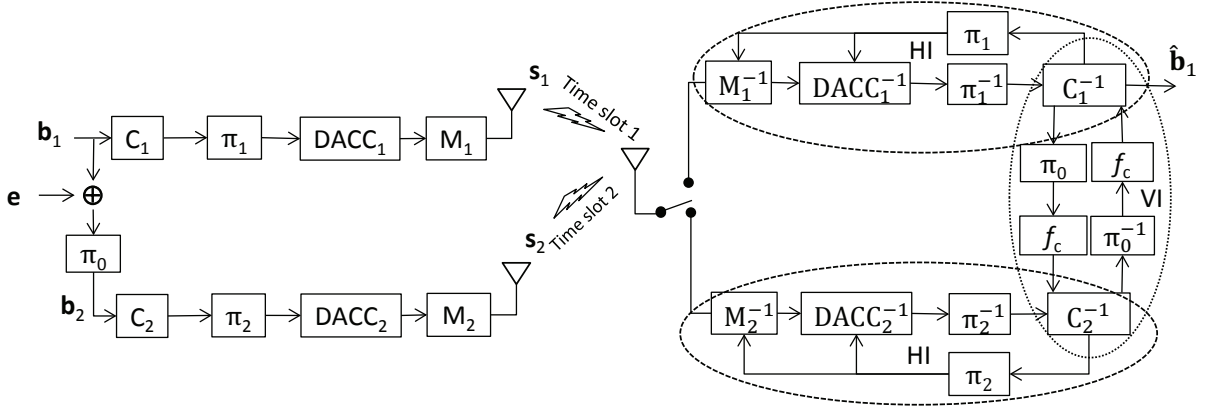 b₁
C₁
π₁
DACC₁
M₁
s₁
Time slot 1
e
⊕
π₀
b₂
C₂
π₂
DACC₂
M₂
s₂
Time slot 2
π₁
HI
M₁⁻¹
DACC₁⁻¹
π₁⁻¹
C₁⁻¹
b̂₁
π₀
f_c
VI
f_c
π₀⁻¹
M₂⁻¹
DACC₂⁻¹
π₂⁻¹
C₂⁻¹
HI
π₂